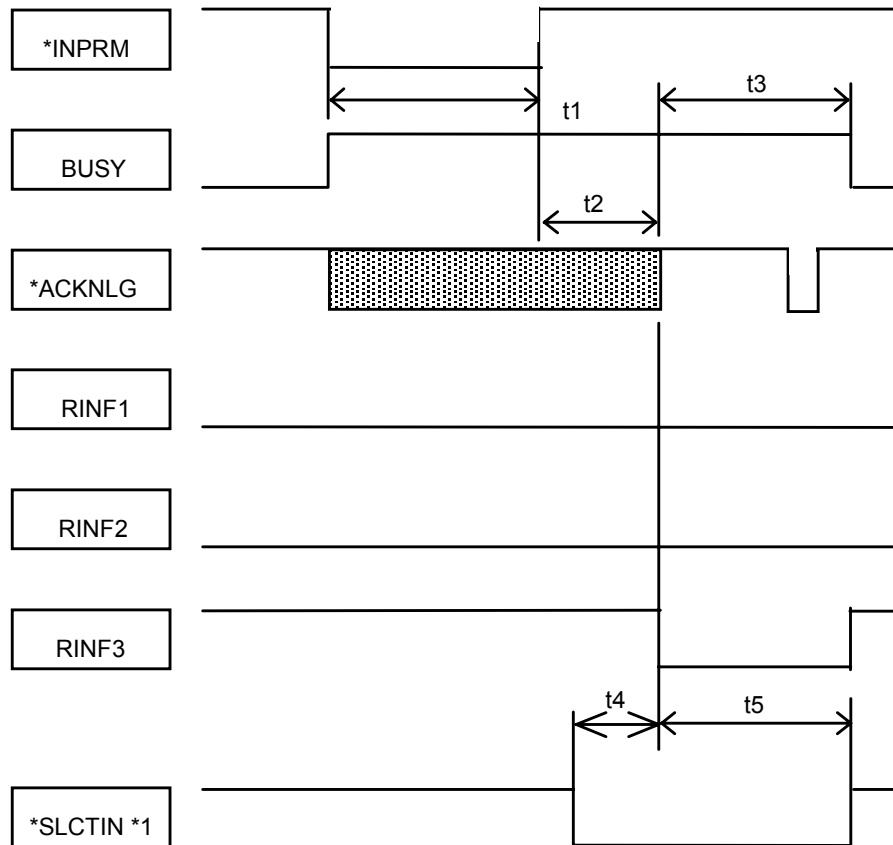 *INPRM
t3
t1
BUSY
t2
*ACKNLG
RINF1
RINF2
RINF3
t4
t5
*SLCTIN *1